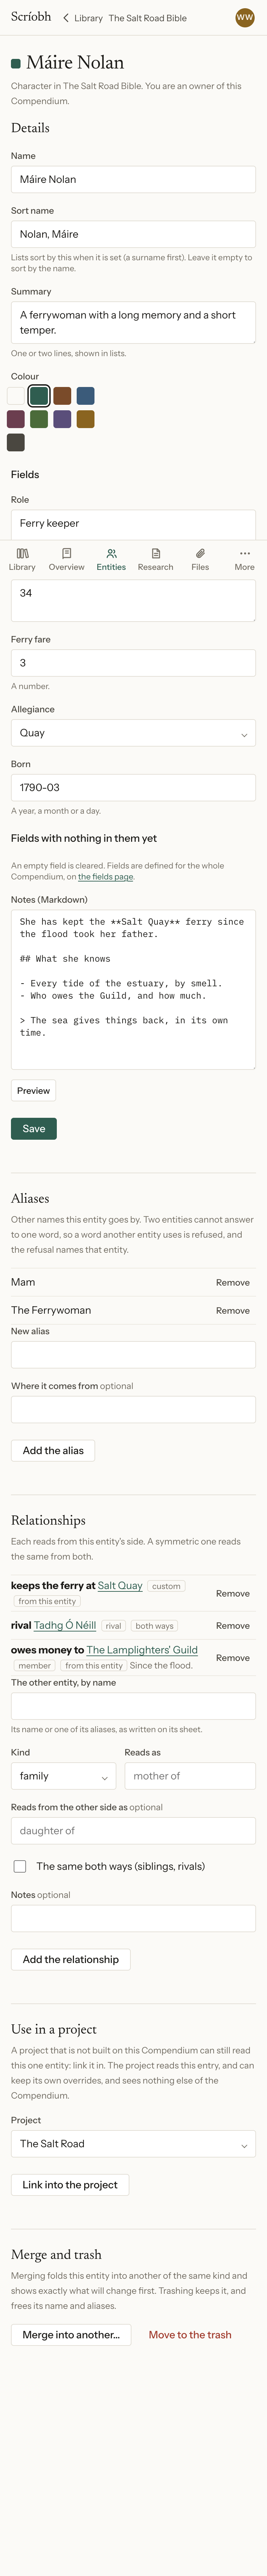 Scríobh
Library
The Salt Road Bible
WW
Máire Nolan
Character in The Salt Road Bible. You are an owner of this
Compendium.
Details
Name
Máire Nolan
Sort name
Nolan, Máire
Lists sort by this when it is set (a surname first). Leave it empty to
sort by the name.
Summary
A ferrywoman with a long memory and a short
temper.
One or two lines, shown in lists.
Colour
Fields
Role
Ferry keeper
Library
Overview
Entities
Research
Files
More
34
Ferry fare
3
A number.
Allegiance
Quay
Born
1790-03
A year, a month or a day.
Fields with nothing in them yet
An empty field is cleared. Fields are defined for the whole
Compendium, on the fields page.
Notes (Markdown)
She has kept the **Salt Quay** ferry since
the flood took her father.
## What she knows
- Every tide of the estuary, by smell.
- Who owes the Guild, and how much.
> The sea gives things back, in its own
time.
Preview
Save
Aliases
Other names this entity goes by. Two entities cannot answer
to one word, so a word another entity uses is refused, and
the refusal names that entity.
Mam
Remove
The Ferrywoman
Remove
New alias
Where it comes from optional
Add the alias
Relationships
Each reads from this entity's side. A symmetric one reads
the same from both.
keeps the ferry at Salt Quay custom
from this entity
Remove
rival Tadhg Ó Néill rival both ways
Remove
owes money to The Lamplighters' Guild
member from this entity Since the flood.
Remove
The other entity, by name
Its name or one of its aliases, as written on its sheet.
Kind
Reads as
family
mother of
Reads from the other side as optional
daughter of
The same both ways (siblings, rivals)
Notes optional
Add the relationship
Use in a project
A project that is not built on this Compendium can still read
this one entity: link it in. The project reads this entry, and can
keep its own overrides, and sees nothing else of the
Compendium.
Project
The Salt Road
Link into the project
Merge and trash
Merging folds this entity into another of the same kind and
shows exactly what will change first. Trashing keeps it, and
frees its name and aliases.
Merge into another…
Move to the trash